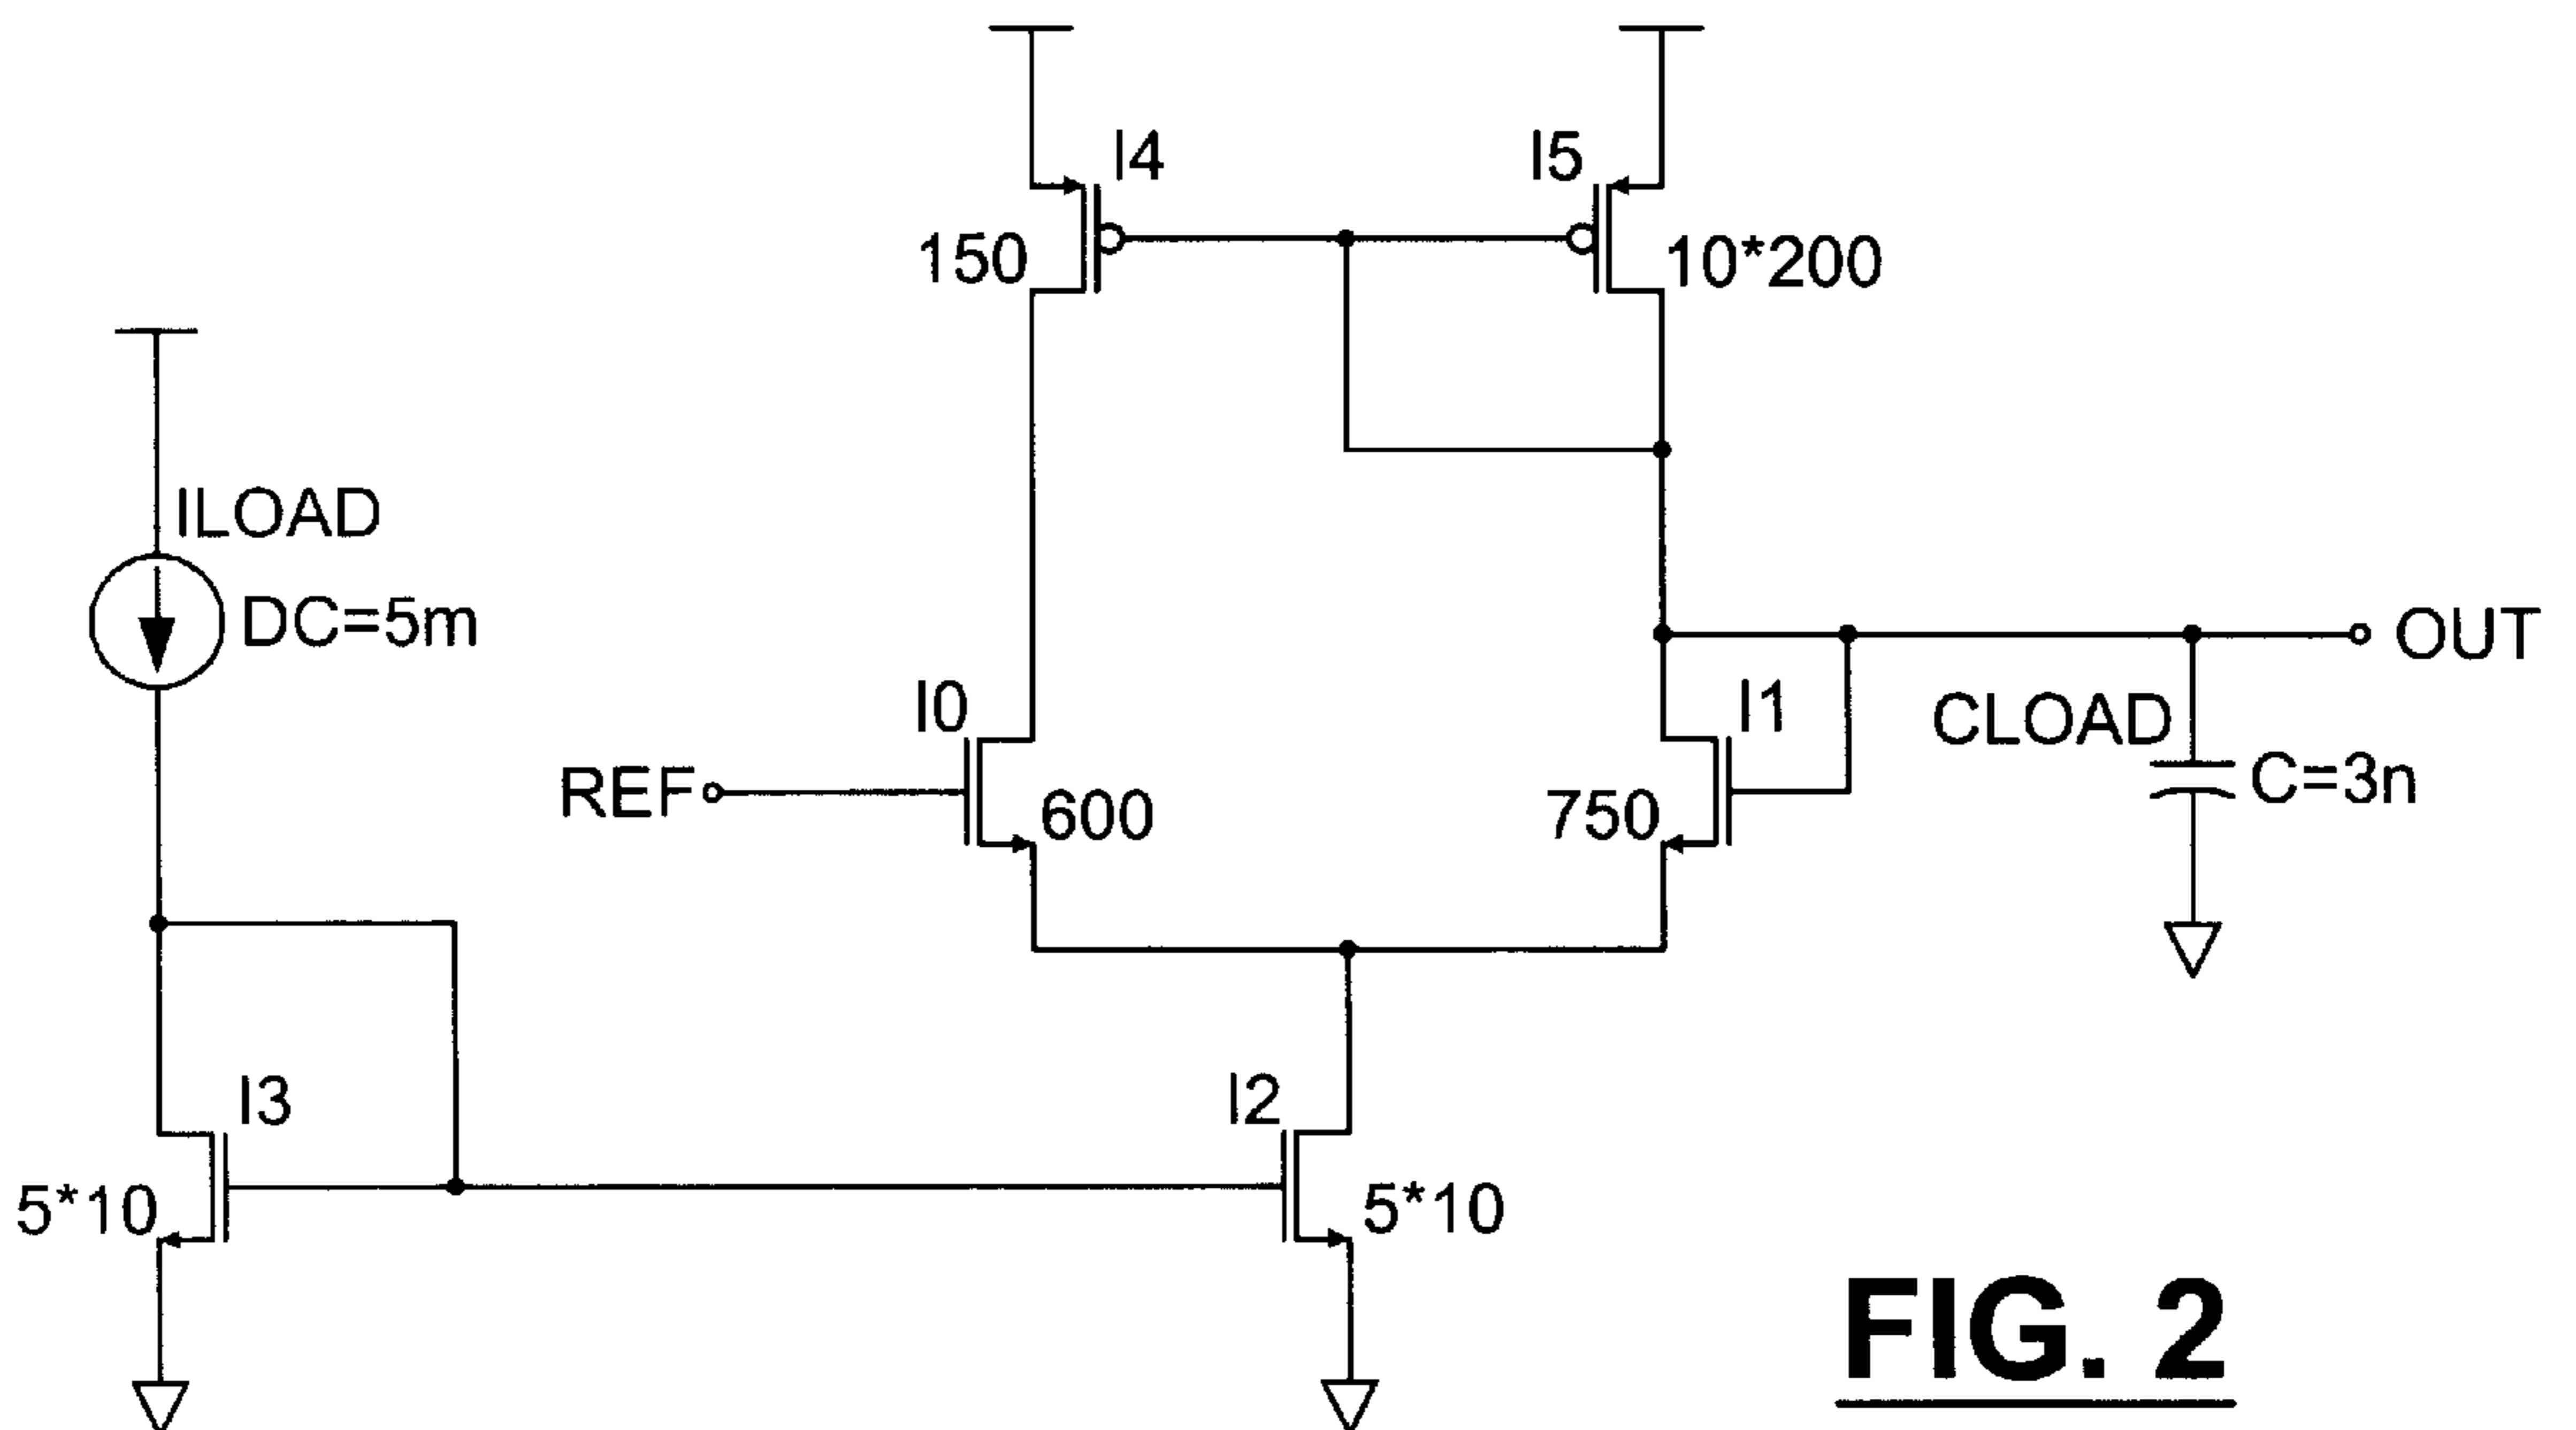 I4
I5
150
10*200
ILOAD
DC=5m
OUT
I0
I1
CLOAD
REF
600
750
C=3n
I3
I2
5*10
5*10
FIG. 2